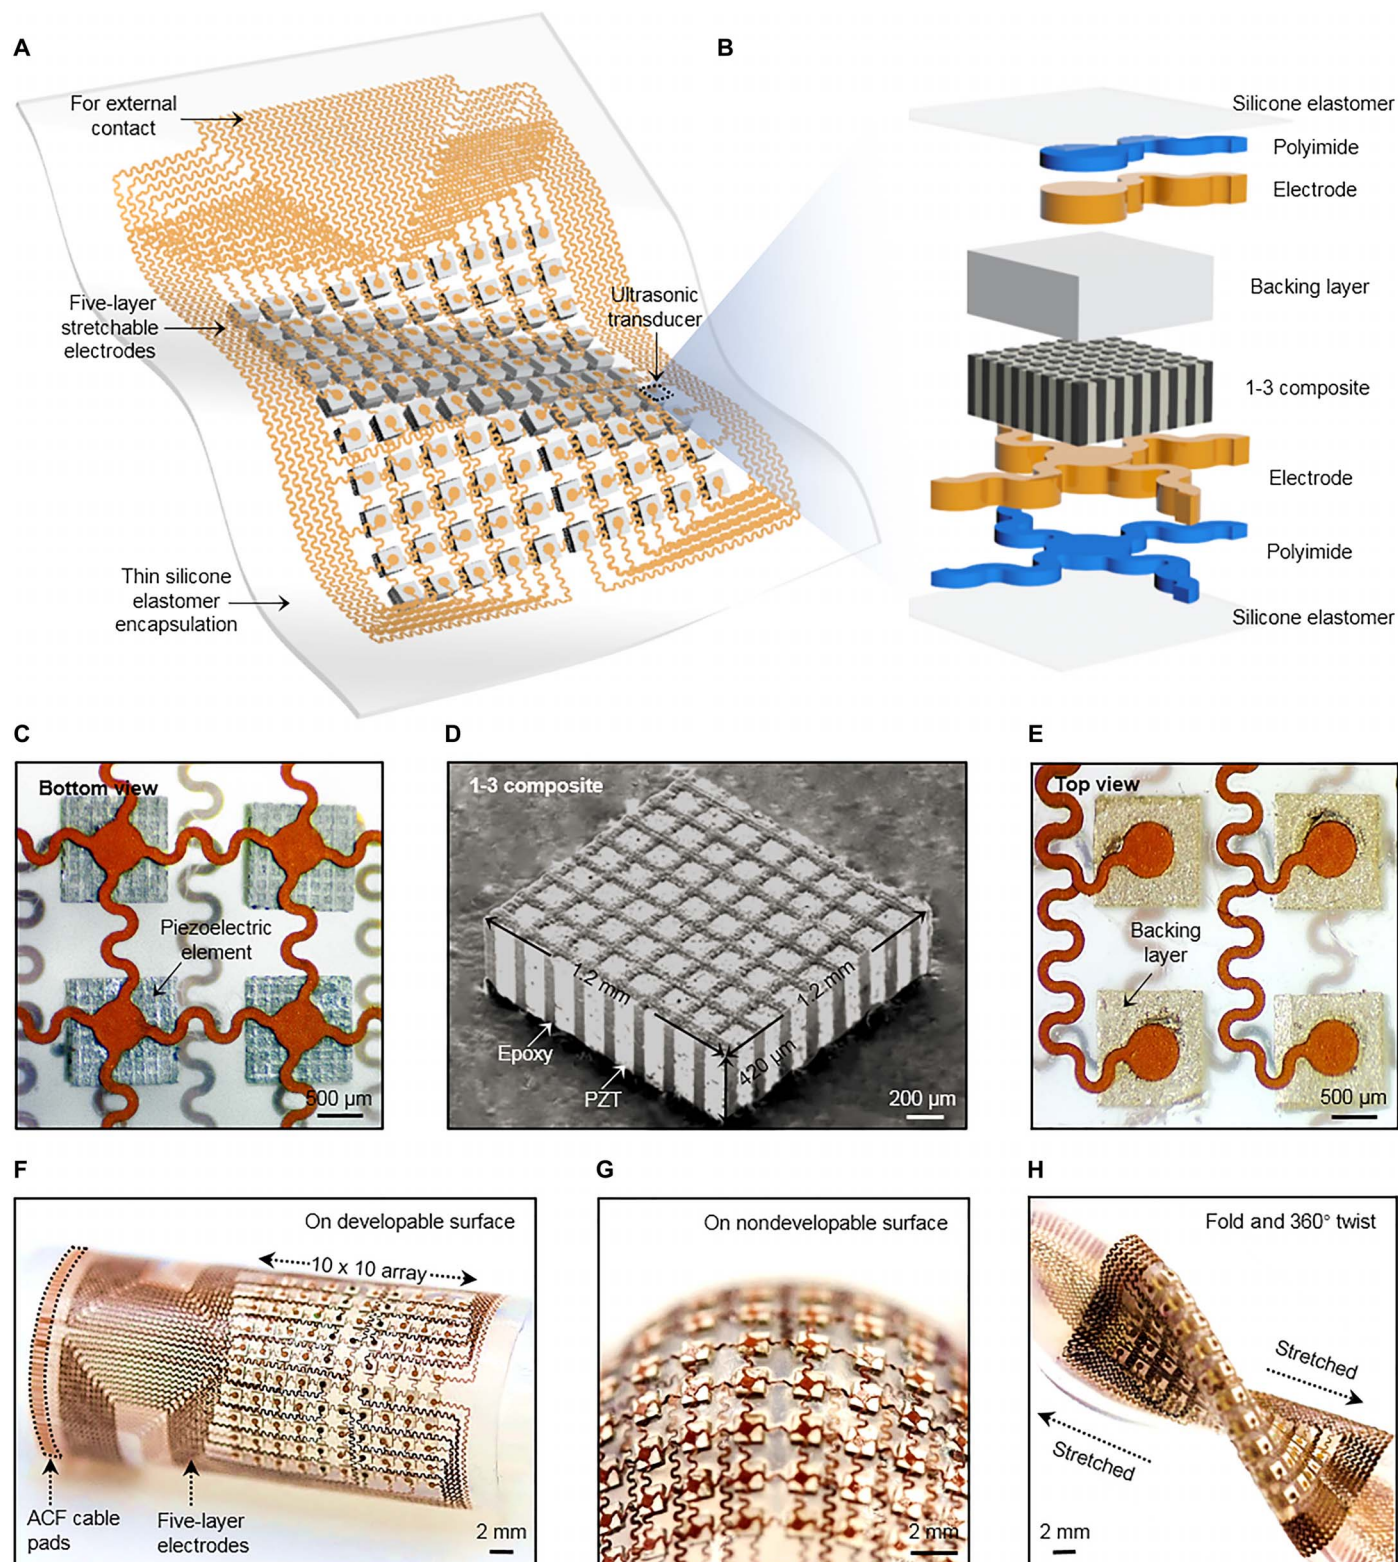 A
B
For external
contact
Five-layer
stretchable
electrodes
Ultrasonic
transducer
Thin silicone
elastomer
encapsulation
Silicone elastomer
Polyimide
Electrode
Backing layer
1-3 composite
Electrode
Polyimide
Silicone elastomer
C
D
E
Bottom view
Piezoelectric
element
500 μm
1-3 composite
1.2 mm
1.2 mm
420 μm
Epoxy
PZT
200 μm
Top view
Backing
layer
500 μm
F
G
H
On developable surface
10 x 10 array
ACF cable
pads
Five-layer
electrodes
2 mm
On nondevelopable surface
2 mm
Fold and 360° twist
Stretched
Stretched
2 mm